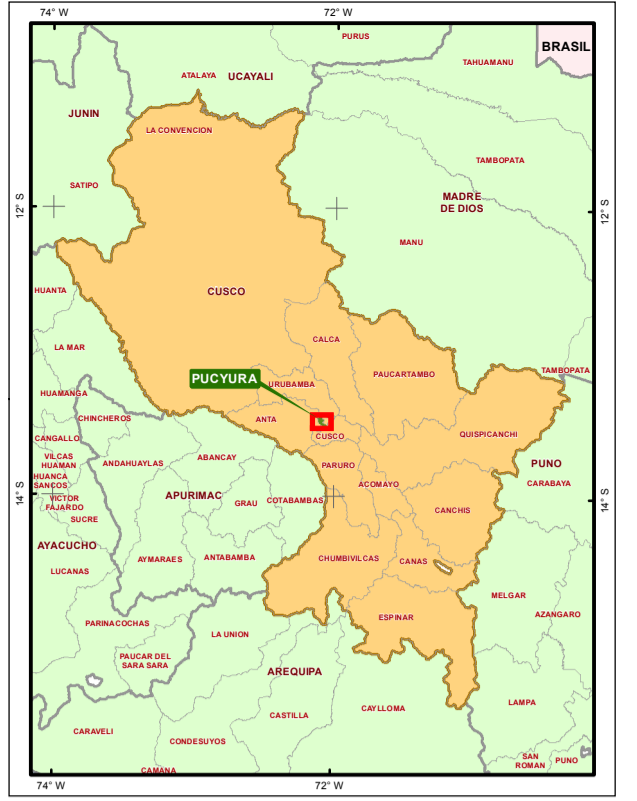 74° W
72° W
PURUS
BRASIL
TAHUAMANU
ATALAYA
UCAYALI
JUNIN
LA CONVENCION
TAMBOPATA
SATIPO
MADRE
DE DIOS
12° S
12° S
MANU
HUANTA
CUSCO
CALCA
LA MAR
PAUCARTAMBO
TAMBOPATA
PUCYURA
URUBAMBA
HUAMANGA
CHINCHEROS
ANTA
CUSCO
QUISPICANCHI
CANGALLO
VILCAS
HUAMAN
ANDAHUAYLAS
ABANCAY
PARURO
PUNO
HUANCA
SANCOS
ACOMAYO
CARABAYA
VICTOR
FAJARDO
APURIMAC
GRAU
COTABAMBAS
14° S
14° S
SUCRE
CANCHIS
AYACUCHO
AYMARAES
ANTABAMBA
CHUMBIVILCAS
CANAS
LUCANAS
MELGAR
AZANGARO
PARINACOCHAS
ESPINAR
LA UNION
PAUCAR DEL
SARA SARA
AREQUIPA
LAMPA
CASTILLA
CAYLLOMA
CARAVELI
CONDESUYOS
SAN
ROMAN
PUNO
CAMANA
74° W
72° W